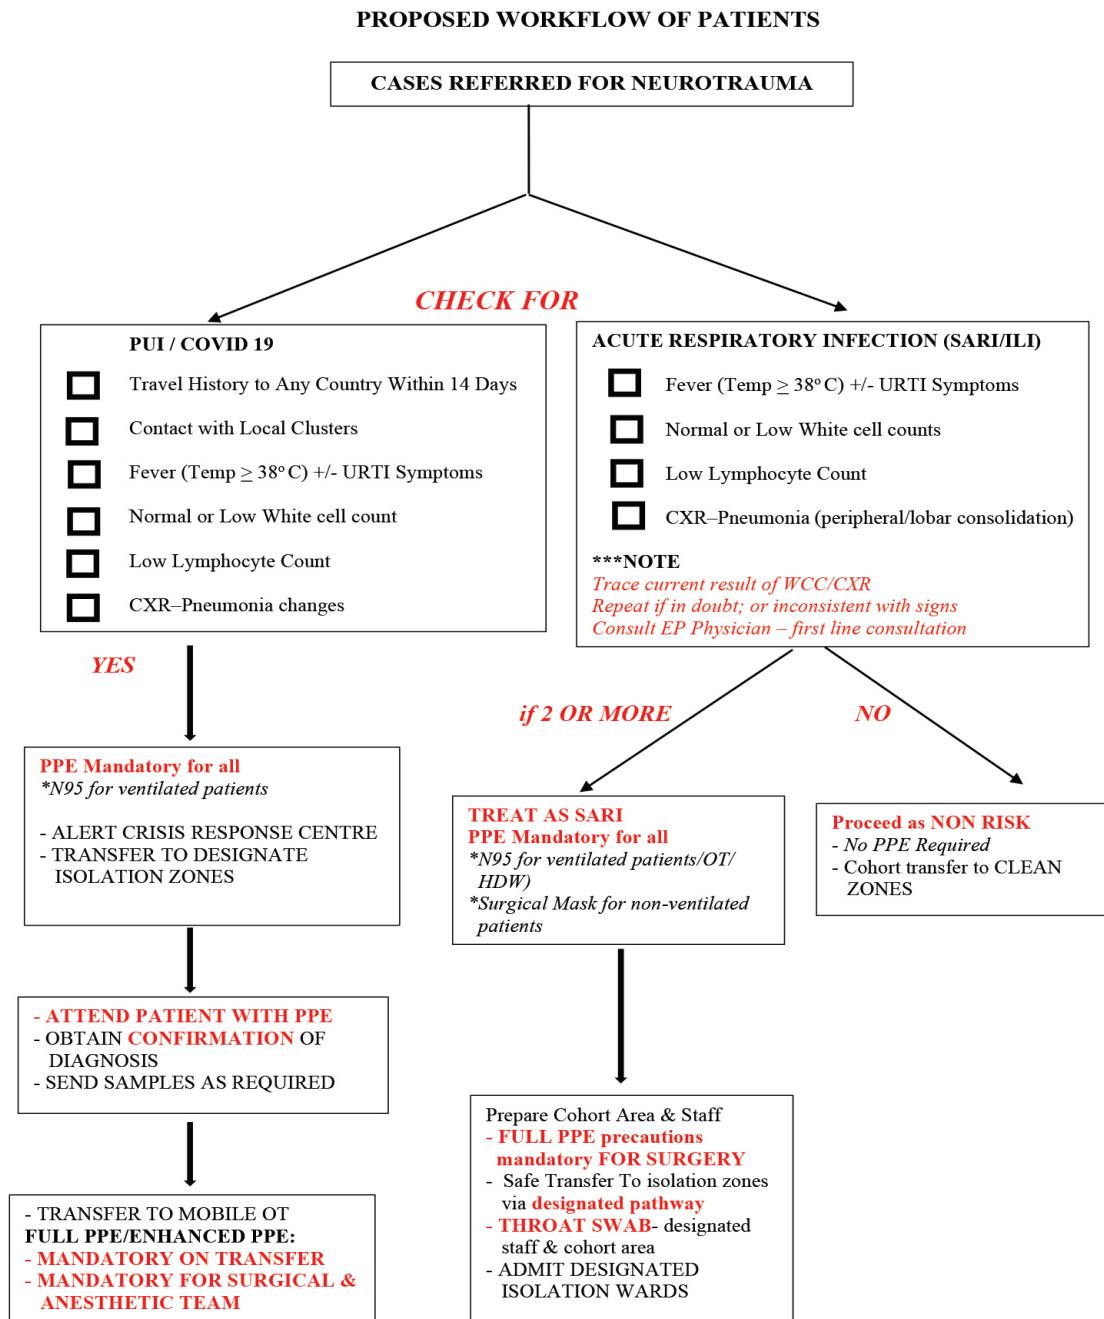 PROPOSED WORKFLOW OF PATIENTS
CASES REFERRED FOR NEUROTRAUMA
CHECK FOR
PUI / COVID 19
Travel History to Any Country Within 14 Days
Contact with Local Clusters
Fever (Temp ≥ 38° C) +/- URTI Symptoms
Normal or Low White cell count
Low Lymphocyte Count
CXR–Pneumonia changes
ACUTE RESPIRATORY INFECTION (SARI/ILI)
Fever (Temp ≥ 38° C) +/- URTI Symptoms
Normal or Low White cell counts
Low Lymphocyte Count
CXR–Pneumonia (peripheral/lobar consolidation)
***NOTE
Trace current result of WCC/CXR
Repeat if in doubt; or inconsistent with signs
Consult EP Physician – first line consultation
YES
if 2 OR MORE
NO
PPE Mandatory for all
*N95 for ventilated patients
- ALERT CRISIS RESPONSE CENTRE
- TRANSFER TO DESIGNATE
ISOLATION ZONES
TREAT AS SARI
PPE Mandatory for all
*N95 for ventilated patients/OT/
HDW)
*Surgical Mask for non-ventilated
patients
Proceed as NON RISK
- No PPE Required
- Cohort transfer to CLEAN
ZONES
- ATTEND PATIENT WITH PPE
- OBTAIN CONFIRMATION OF
DIAGNOSIS
- SEND SAMPLES AS REQUIRED
Prepare Cohort Area & Staff
- FULL PPE precautions
mandatory FOR SURGERY
- Safe Transfer To isolation zones
via designated pathway
- THROAT SWAB- designated
staff & cohort area
- ADMIT DESIGNATED
ISOLATION WARDS
- TRANSFER TO MOBILE OT
FULL PPE/ENHANCED PPE:
- MANDATORY ON TRANSFER
- MANDATORY FOR SURGICAL &
ANESTHETIC TEAM